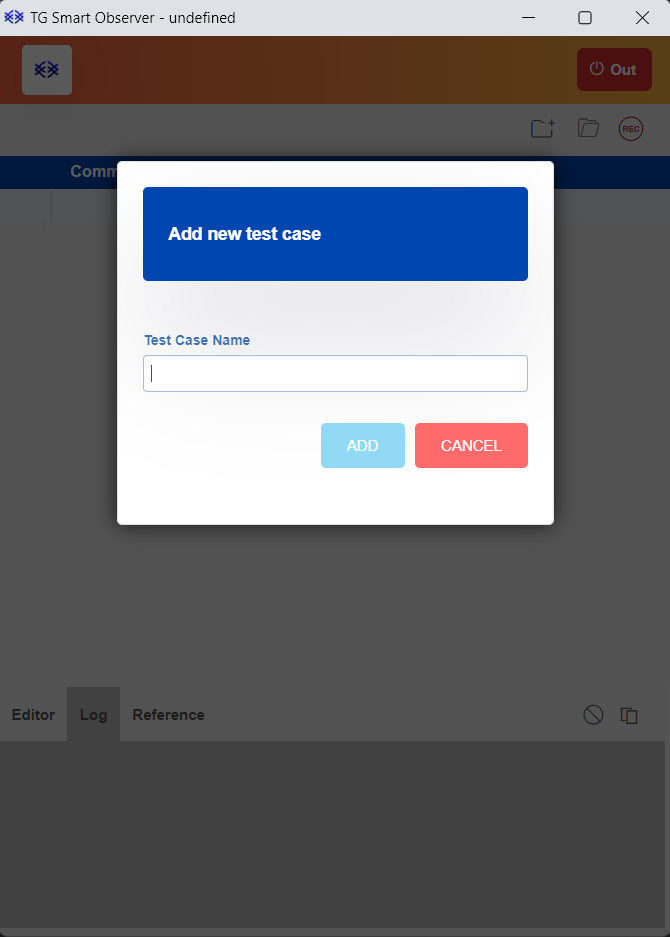 TG Smart Observer - undefined
Out
REC
Comm
Add new test case
Test Case Name
ADD
CANCEL
Editor
Log
Reference